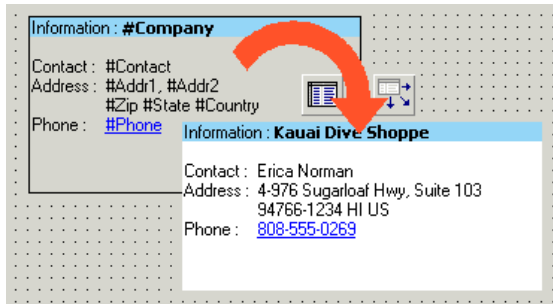 Information : #Company
Contact : #Contact
Address : #Addr1, #Addr2
#Zip #State #Country
Phone : #Phone
Information : Kauai Dive Shoppe
Contact : Erica Norman
Address : 4-976 Sugarloaf Hwy, Suite 103
94766-1234 HI US
Phone : 808-555-0269